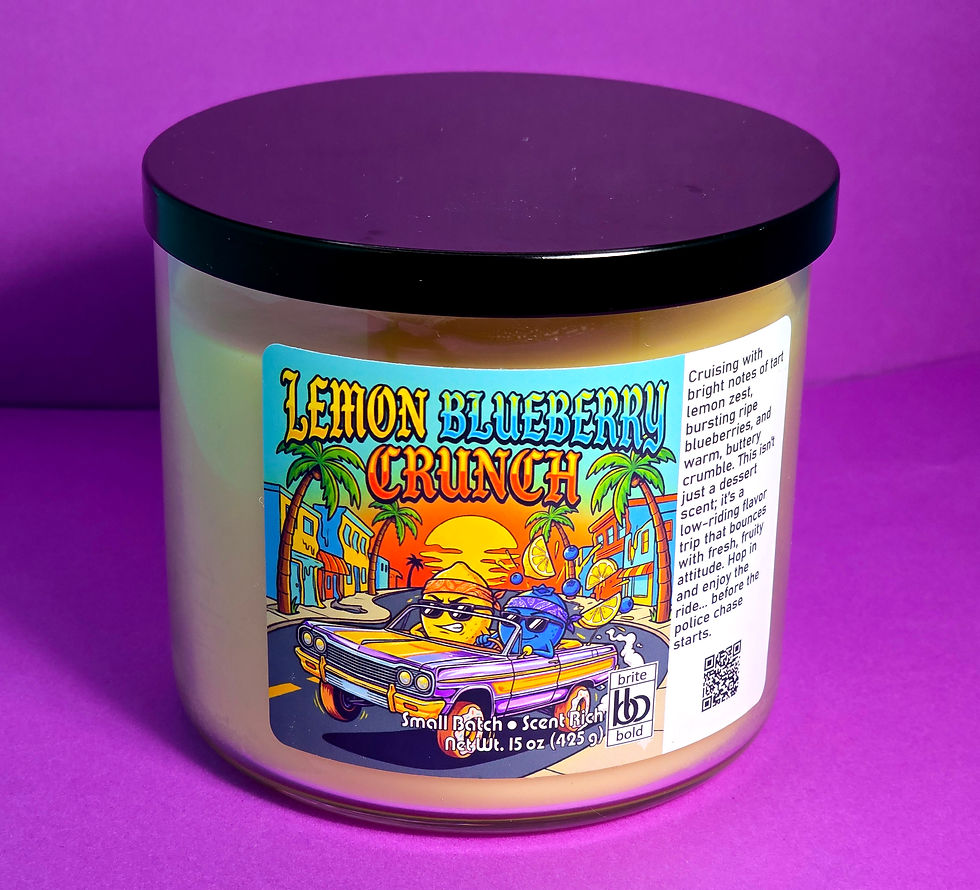 LEMON BLUEBERRY
CRUNCH
Small Batch • Scent Rich
Net Wt. 15 oz (425 g)
brite
bb
bold
Cruising with
bright notes of tart
lemon zest,
bursting ripe
blueberries, and
warm, buttery
crumble. This isn't
just a dessert
scent; it's a
low-riding flavor
trip that bounces
with fresh, fruity
attitude. Hop in
and enjoy the
ride... before the
police chase
starts.